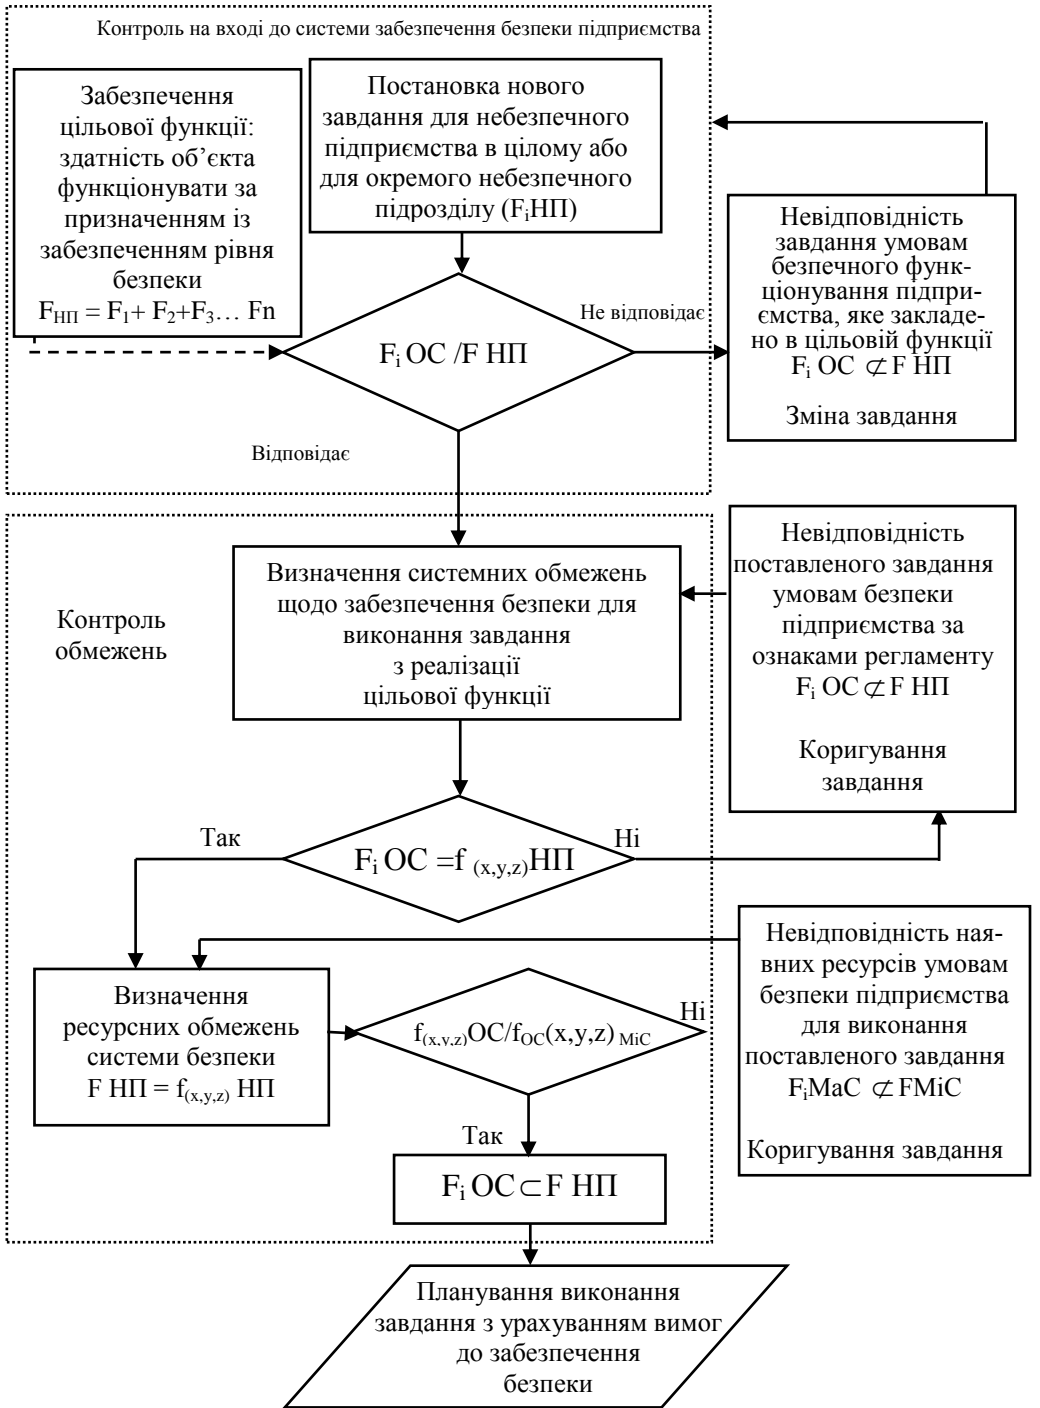 Контроль на вході до системи забезпечення безпеки підприємства
Забезпечення
цільової функції:
здатність об’єкта
функціонувати за
призначенням із
забезпеченням рівня
безпеки
FНП = F1+ F2+F3… Fn
Постановка нового
завдання для небезпечного
підприємства в цілому або
для окремого небезпечного
підрозділу (FiНП)
Не відповідає
Fi ОС /F НП
Відповідає
Невідповідність
завдання умовам
безпечного функ-
ціонування підпри-
ємства, яке закладе-
но в цільовій функції
Fi ОС ⊄ F НП
Зміна завдання
Контроль
обмежень
Визначення системних обмежень
щодо забезпечення безпеки для
виконання завдання
з реалізації
цільової функції
Невідповідність
поставленого завдання
умовам безпеки
підприємства за
ознаками регламенту
Fi ОС ⊄ F НП
Коригування
завдання
Так
Ні
Fi ОС =f (x,y,z)НП
Визначення
ресурсних обмежень
системи безпеки
F НП = f(x,y,z) НП
Ні
f(x,y,z)ОС/fОС(x,y,z) МіС
Так
Невідповідність ная-
вних ресурсів умовам
безпеки підприємства
для виконання
поставленого завдання
FiМаС ⊄ FМіС
Коригування завдання
Fi ОС ⊂ F НП
Планування виконання
завдання з урахуванням вимог
до забезпечення
безпеки